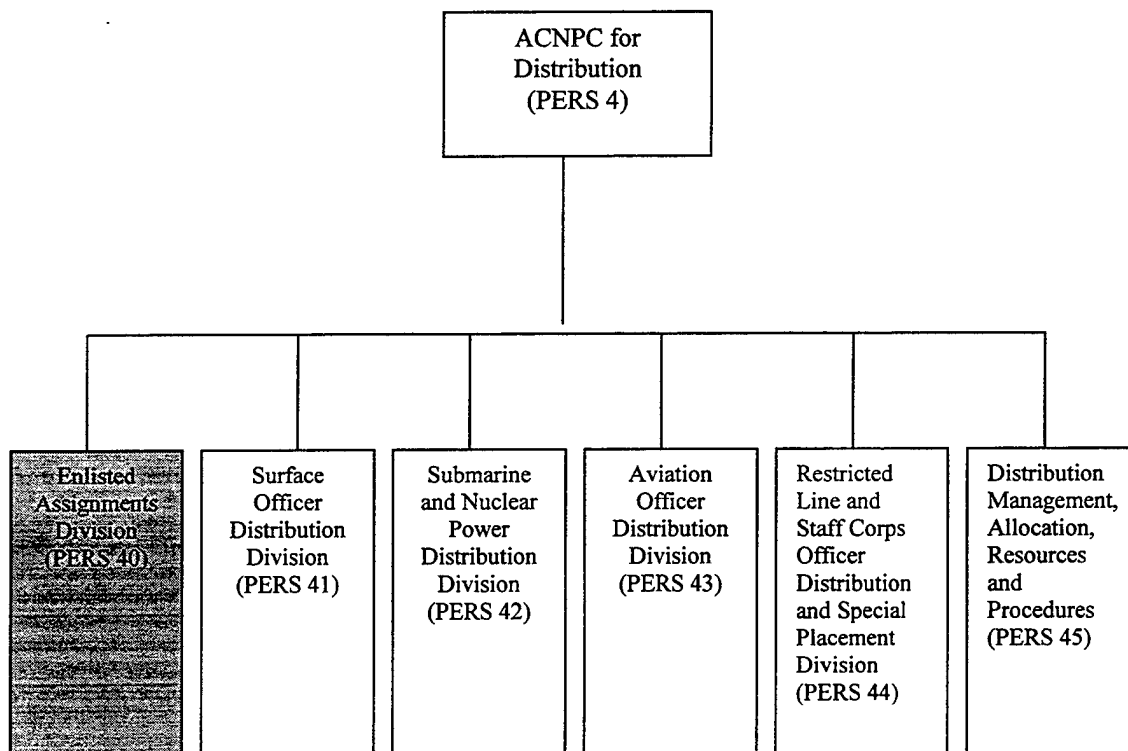 ACNPC for
Distribution
(PERS 4)
Enlisted
Assignments
Division
(PERS 40)
Surface
Officer
Distribution
Division
(PERS 41)
Submarine
and Nuclear
Power
Distribution
Division
(PERS 42)
Aviation
Officer
Distribution
Division
(PERS 43)
Restricted
Line and
Staff Corps
Officer
Distribution
and Special
Placement
Division
(PERS 44)
Distribution
Management,
Allocation,
Resources
and
Procedures
(PERS 45)